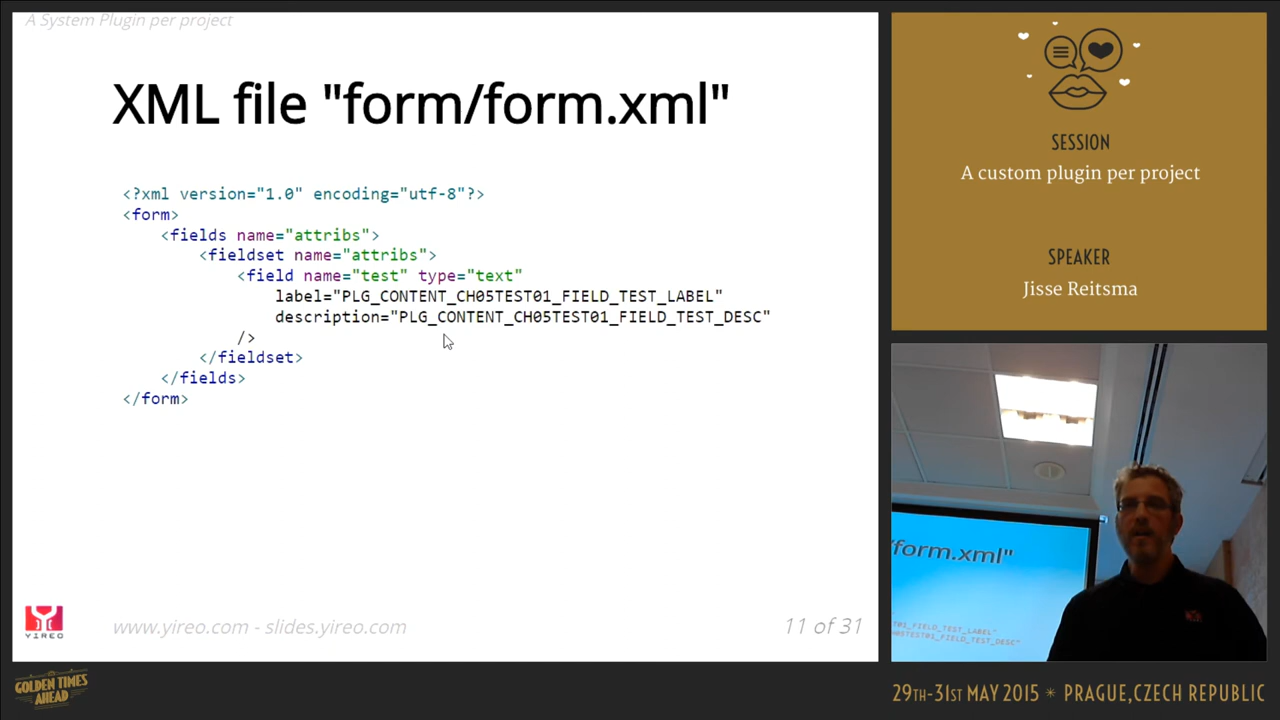 A System Plugin per project
XML file "form/form.xml"
<?xml version="1.0" encoding="utf-8"?>
<form>
<fields name="attribs">
<fieldset name="attribs">
<field name="test" type="text"
label="PLG_CONTENT_CH05TEST01_FIELD_TEST_LABEL"
description="PLG_CONTENT_CH05TEST01_FIELD_TEST_DESC"
/>
</fieldset>
</fields>
</form>
YIREO
www.yireo.com - slides.yireo.com
11 of 31
SESSION
A custom plugin per project
SPEAKER
Jisse Reitsma
/form.xml"
T01_FIELD_TEST_LABEL"
05TEST01_FIELD_TEST_DESC"
GOLDEN TIMES
AHEAD
29TH-31ST MAY 2015 * PRAGUE,CZECH REPUBLIC